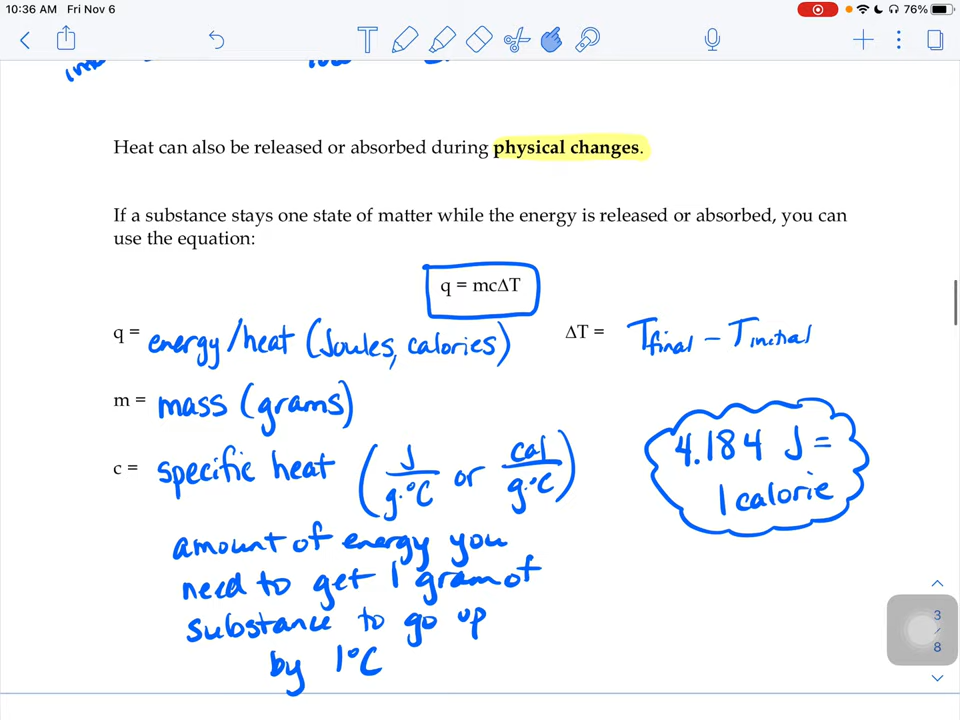 10:36 AM Fri Nov 6
76%
Heat can also be released or absorbed during physical changes.
If a substance stays one state of matter while the energy is released or absorbed, you can
use the equation:
q = mcΔT
q = energy/heat (Joules, calories)
ΔT = Tfinal - Tinitial
m = mass (grams)
c = specific heat (J/g·°C or cal/g·°C)
4.184 J =
1 calorie
amount of energy you
need to get 1 gram of
substance to go up
by 1°C
3
/
8